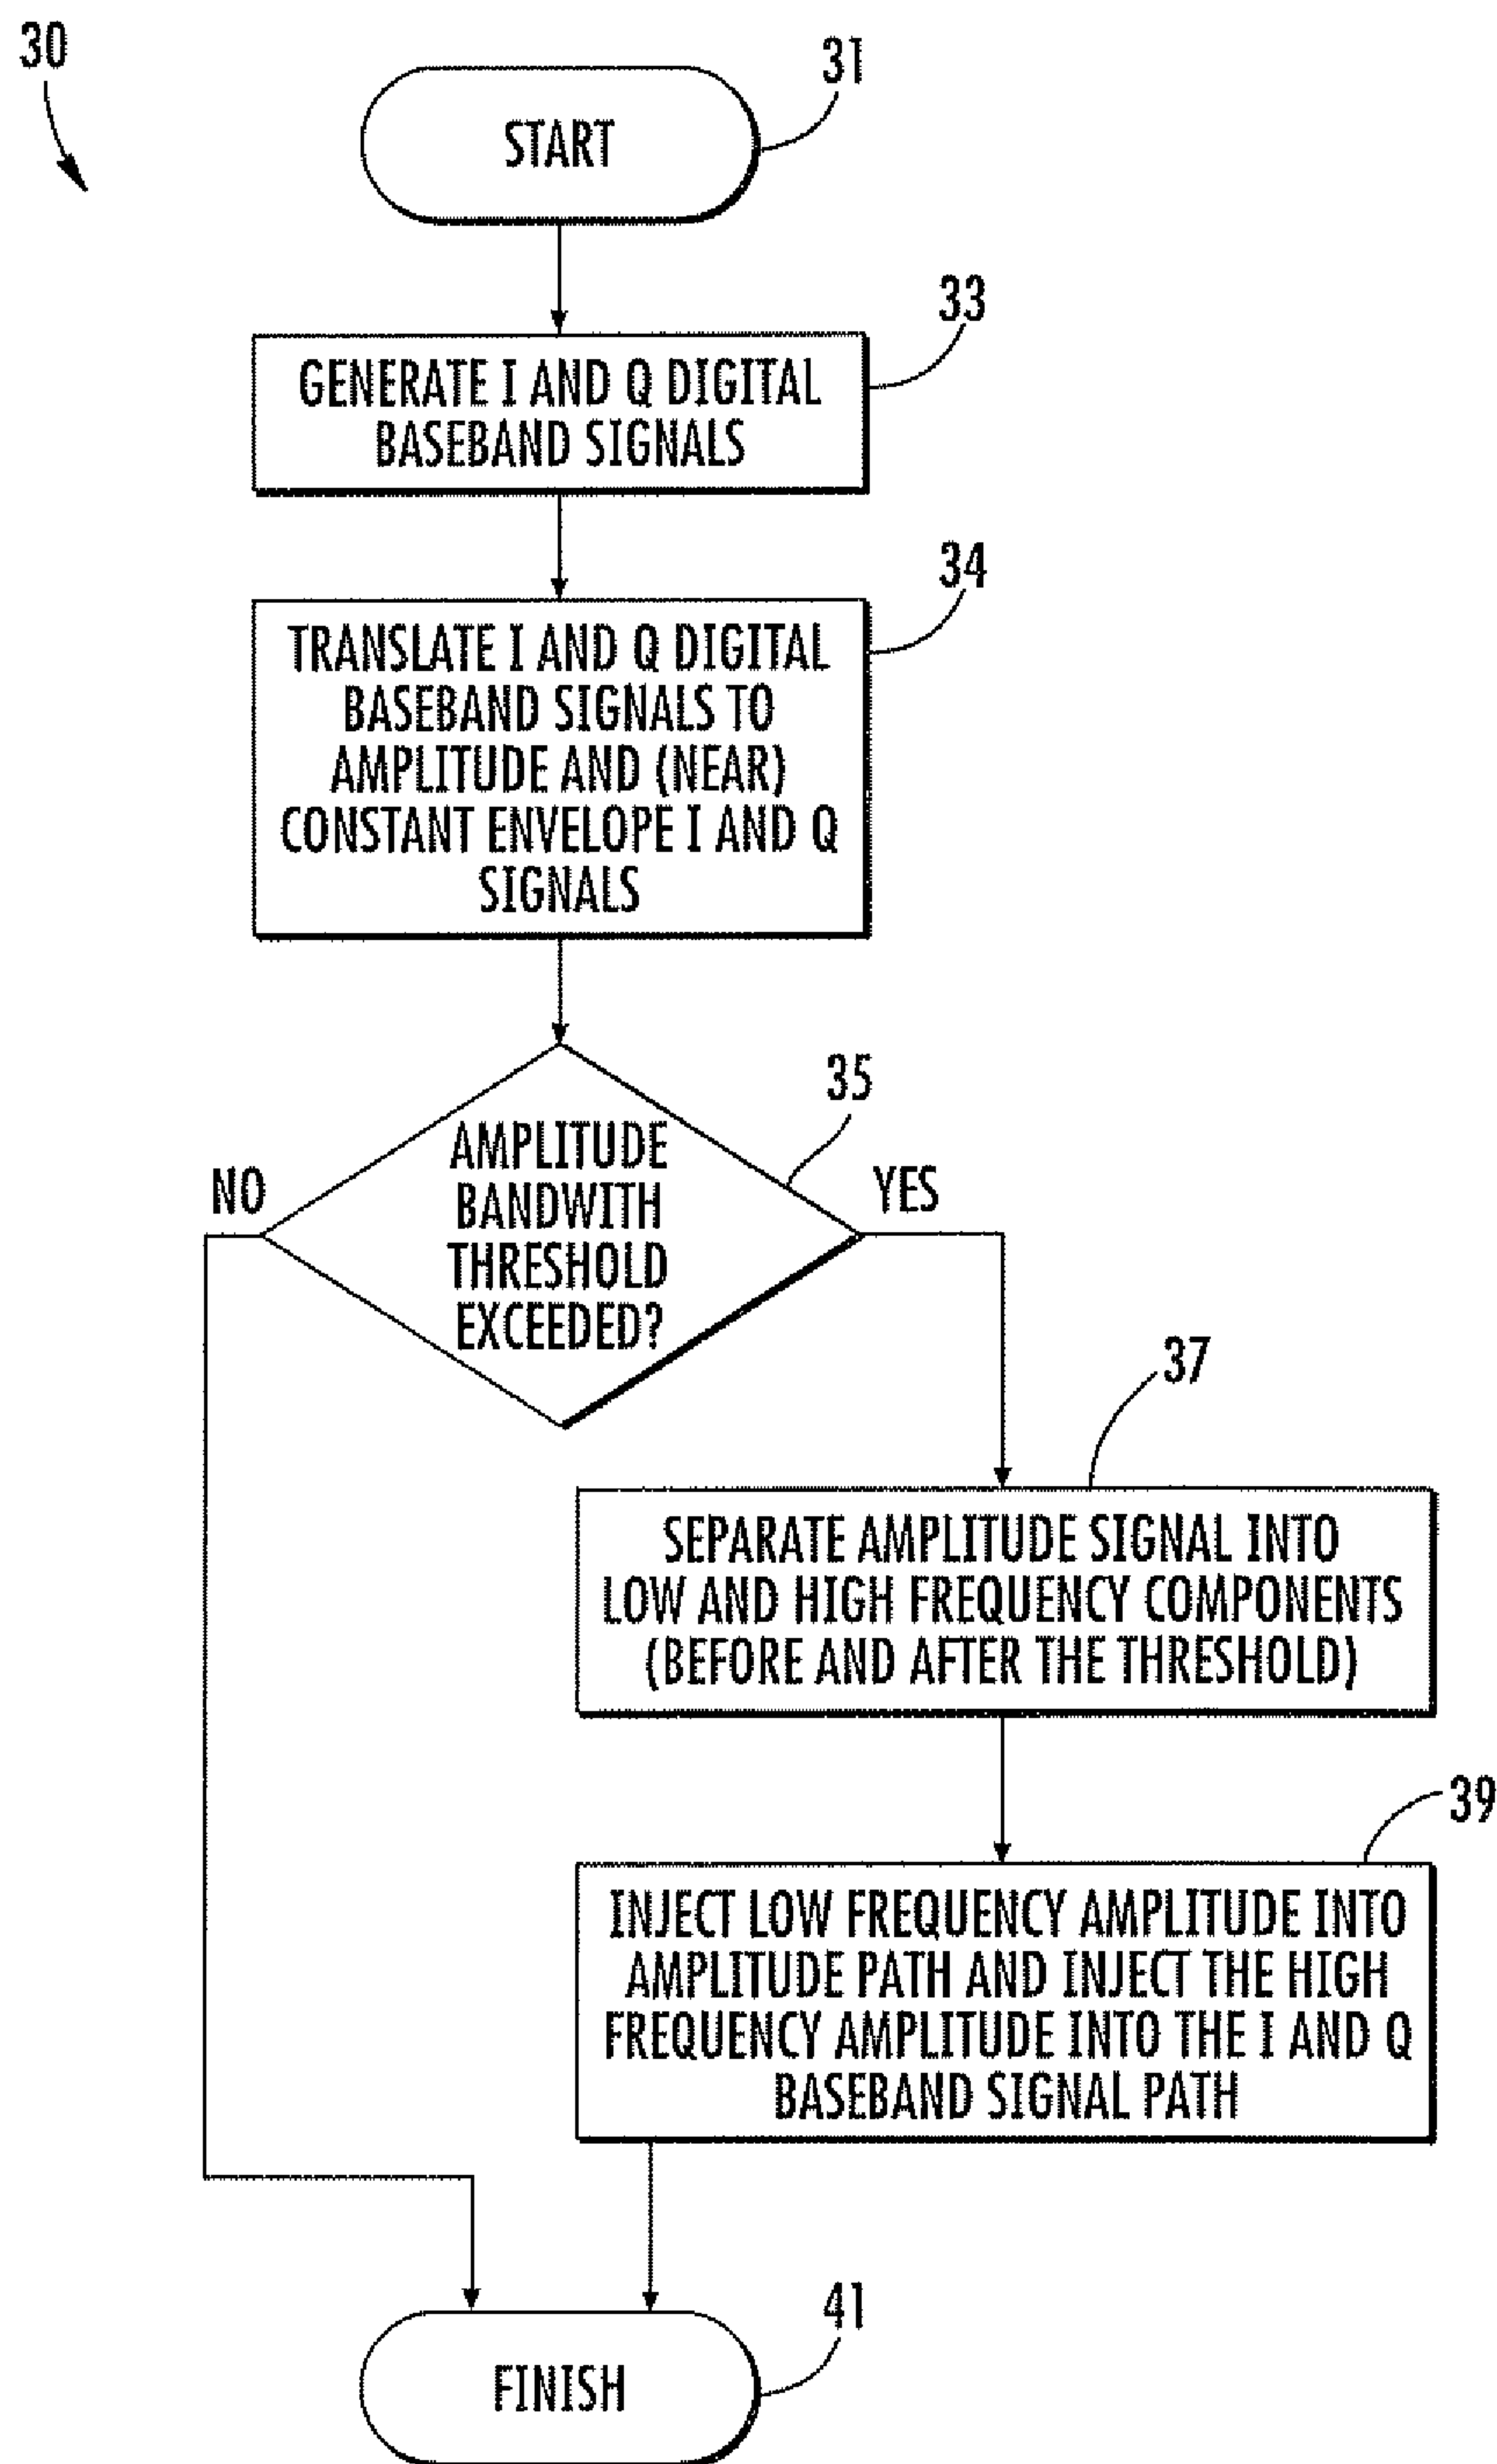 30
31
START
33
GENERATE I AND Q DIGITAL
BASEBAND SIGNALS
34
TRANSLATE I AND Q DIGITAL
BASEBAND SIGNALS TO
AMPLITUDE AND (NEAR)
CONSTANT ENVELOPE I AND Q
SIGNALS
35
NO
AMPLITUDE
BANDWITH
THRESHOLD
EXCEEDED?
YES
37
SEPARATE AMPLITUDE SIGNAL INTO
LOW AND HIGH FREQUENCY COMPONENTS
(BEFORE AND AFTER THE THRESHOLD)
39
INJECT LOW FREQUENCY AMPLITUDE INTO
AMPLITUDE PATH AND INJECT THE HIGH
FREQUENCY AMPLITUDE INTO THE I AND Q
BASEBAND SIGNAL PATH
41
FINISH